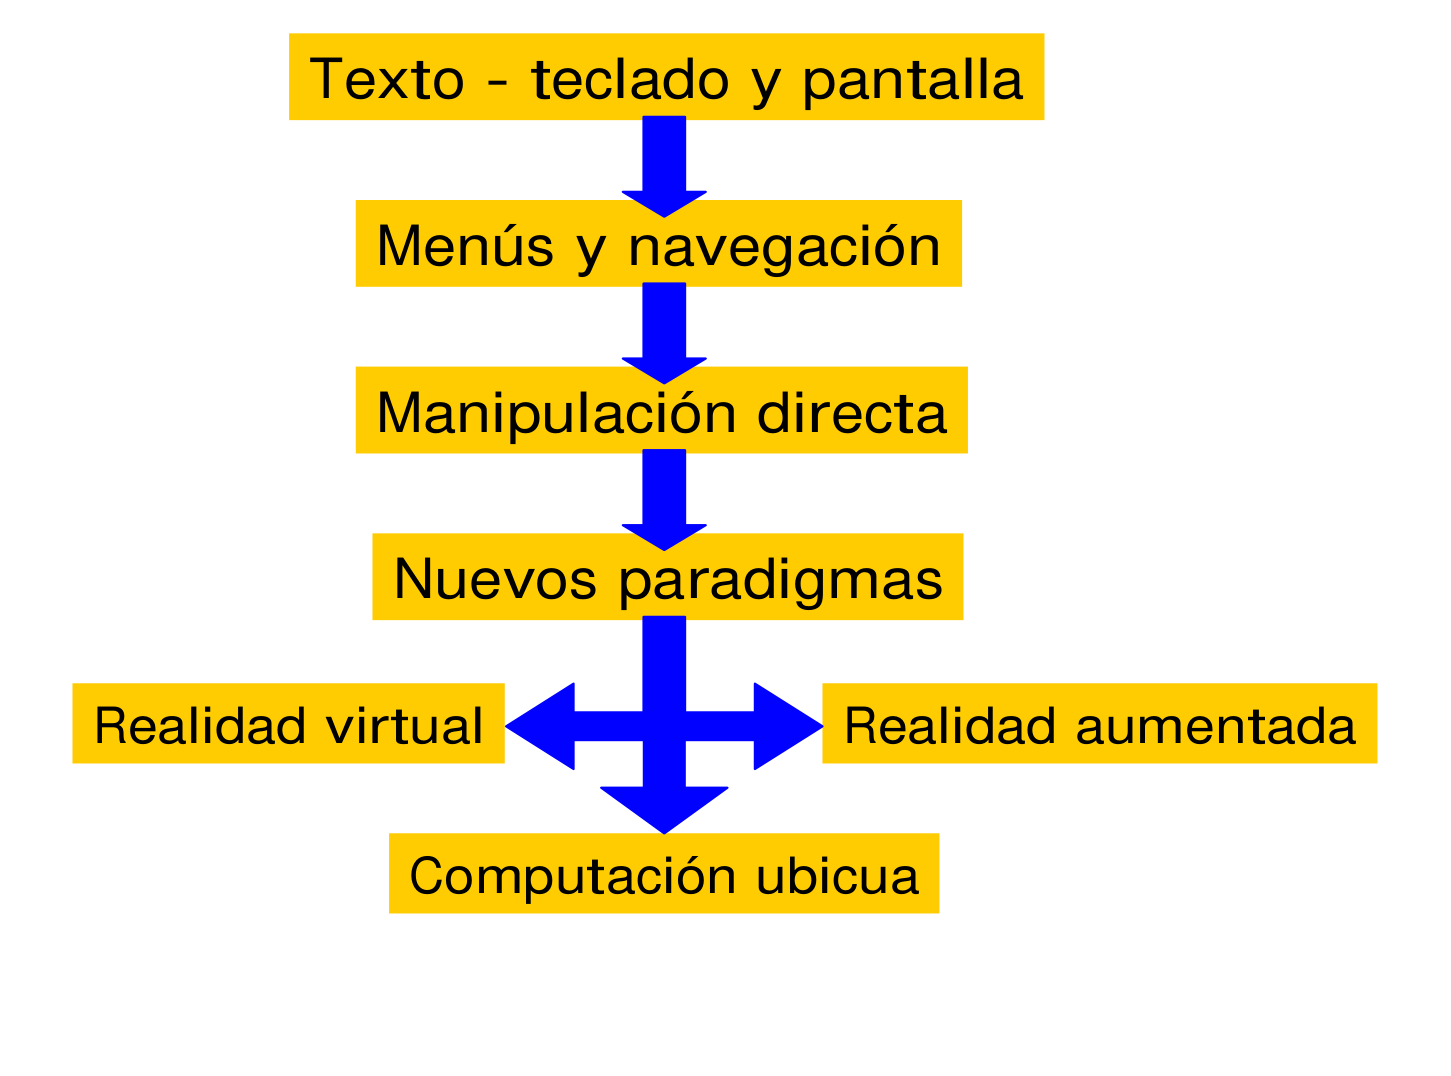 Texto - teclado y pantalla
Menús y navegación
Manipulación directa
Nuevos paradigmas
Realidad virtual
Realidad aumentada
Computación ubicua